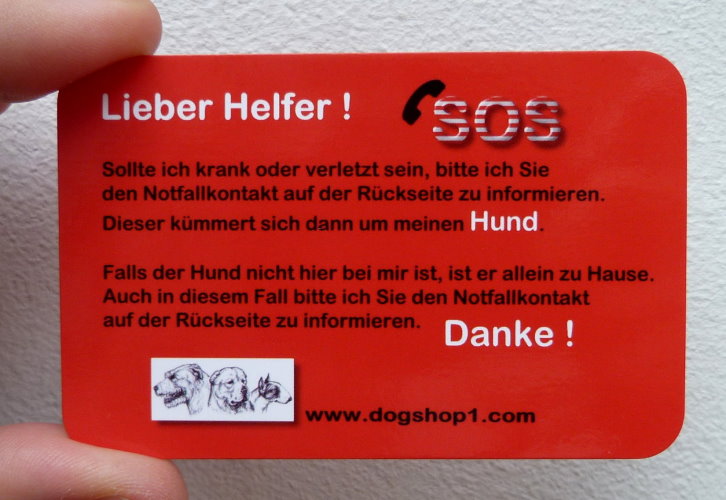 Lieber Helfer !
SOS
Sollte ich krank oder verletzt sein, bitte ich Sie
den Notfallkontakt auf der Rückseite zu informieren.
Dieser kümmert sich dann um meinen Hund.
Falls der Hund nicht hier bei mir ist, ist er allein zu Hause.
Auch in diesem Fall bitte ich Sie den Notfallkontakt
auf der Rückseite zu informieren.
Danke !
www.dogshop1.com